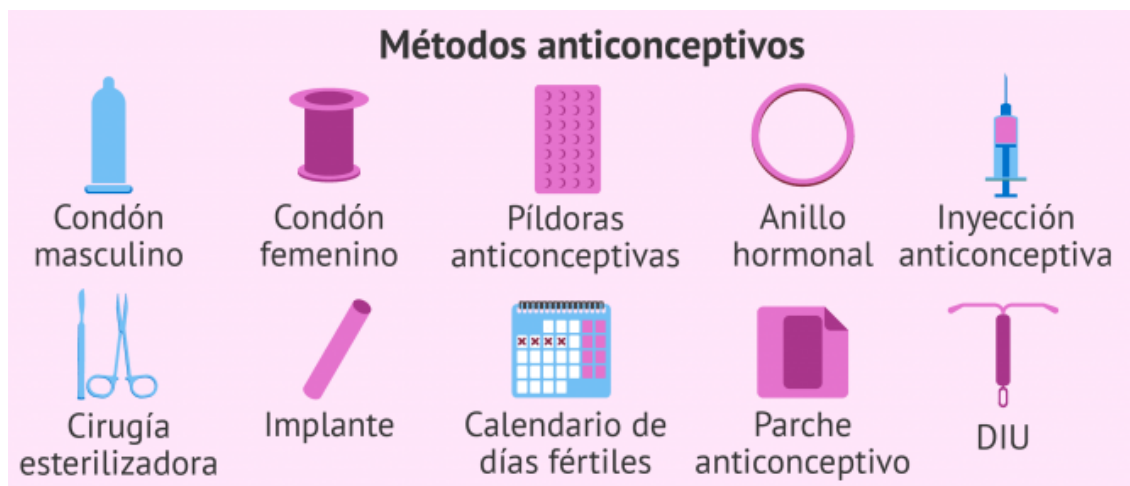 Métodos anticonceptivos
Condón
masculino
Condón
femenino
Píldoras
anticonceptivas
Anillo
hormonal
Inyección
anticonceptiva
Cirugía
esterilizadora
Implante
Calendario de
días fértiles
Parche
anticonceptivo
DIU